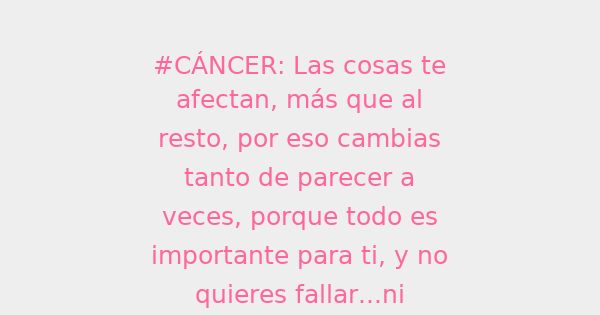 #CÁNCER: Las cosas te
afectan, más que al
resto, por eso cambias
tanto de parecer a
veces, porque todo es
importante para ti, y no
quieres fallar...ni